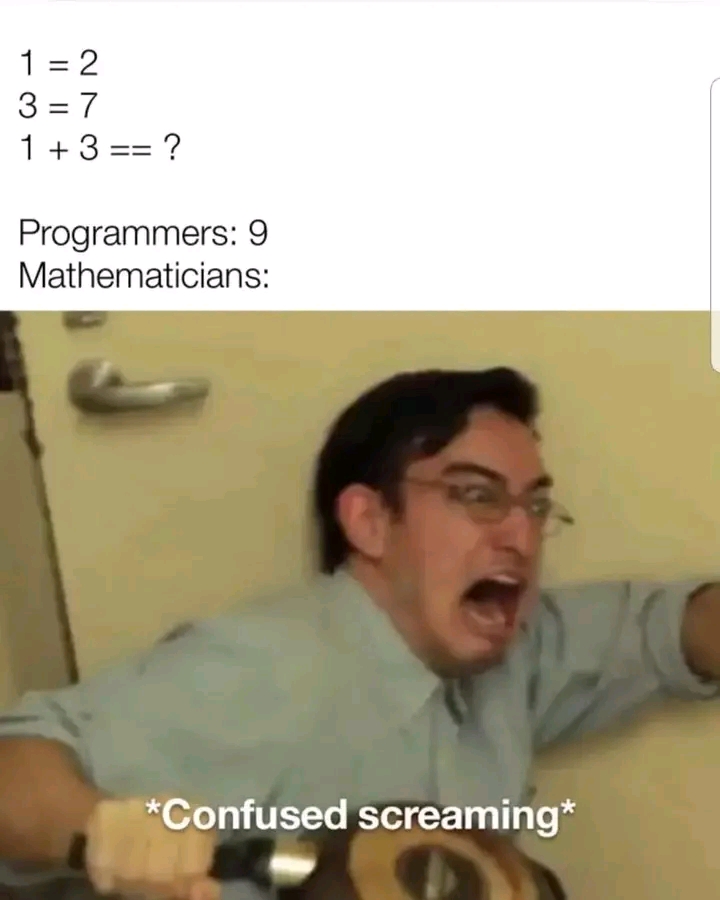 1 = 2
3 = 7
1 + 3 == ?
Programmers: 9
Mathematicians:
*Confused screaming*